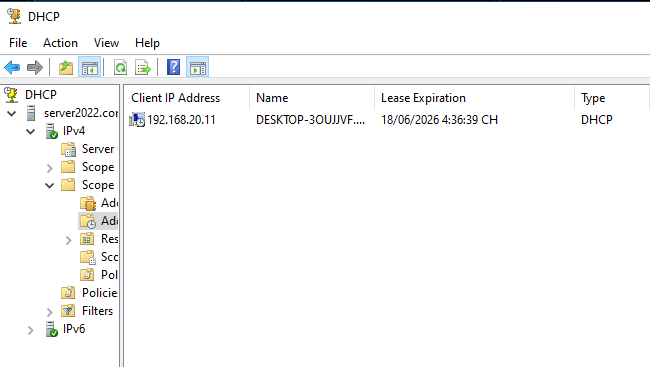 DHCP
File Action View Help
DHCP
server2022.cor
IPv4
Server
Scope
Scope
Add
Add
Res
Sco
Pol
Policie
Filters
IPv6
Client IP Address Name Lease Expiration Type
192.168.20.11 DESKTOP-3OUJJVF.... 18/06/2026 4:36:39 CH DHCP